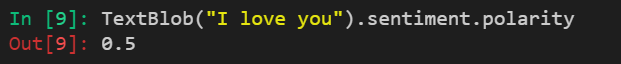 In [9]: TextBlob("I love you").sentiment.polarity
Out[9]: 0.5